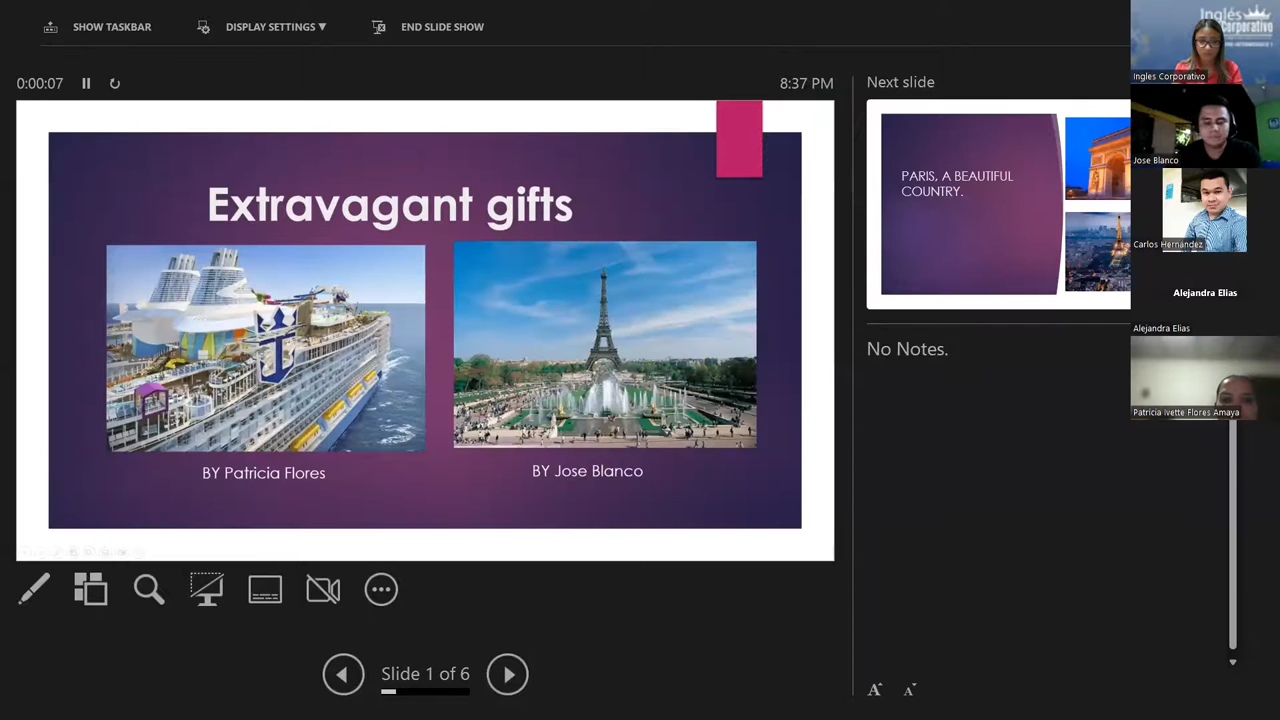 SHOW TASKBAR
DISPLAY SETTINGS ▼
END SLIDE SHOW
0:00:07
8:37 PM
Next slide
Extravagant gifts
BY Patricia Flores
BY Jose Blanco
PARIS, A BEAUTIFUL
COUNTRY.
No Notes.
Slide 1 of 6
A
A
Inglés
Corporativo
Ingles Corporativo
Jose Blanco
Carlos Hernandez
Alejandra Elias
Alejandra Elias
Patricia Ivette Flores Amaya